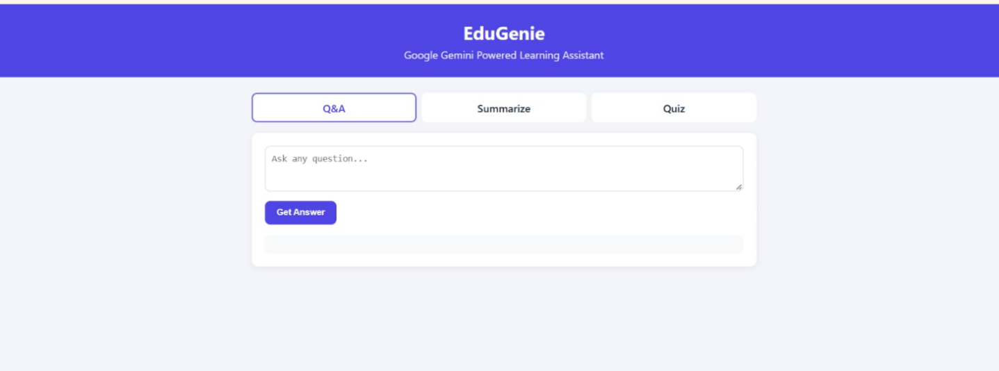 EduGenie
Google Gemini Powered Learning Assistant
Q&A
Summarize
Quiz
Ask any question...
Get Answer